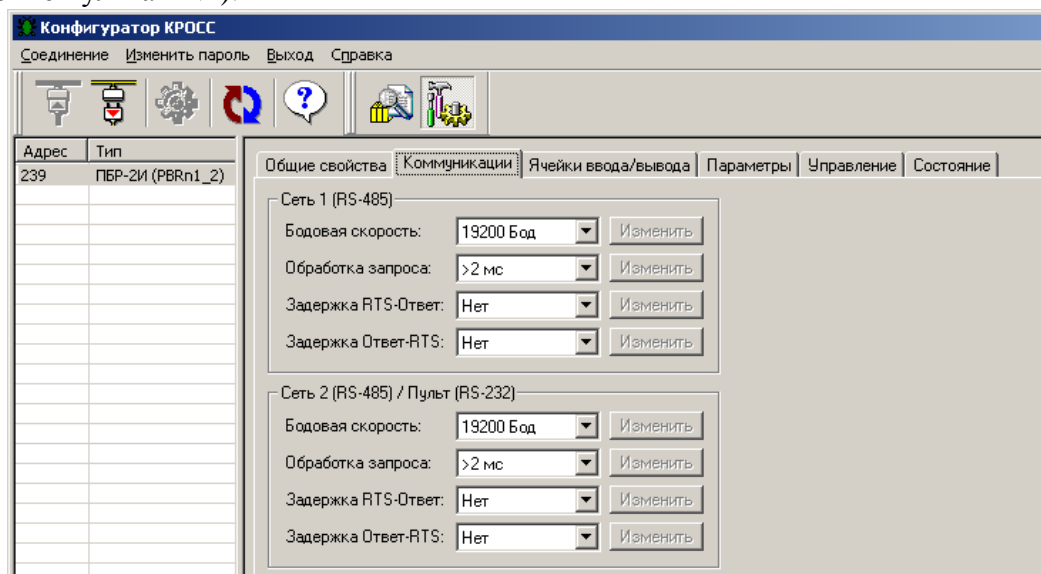 Конфигуратор КРОСС
Соединение Изменить пароль Выход Справка
Адрес Тип
239 ПБР-2И (PBRn1_2)
Общие свойства Коммуникации Ячейки ввода/вывода Параметры Управление Состояние
Сеть 1 (RS-485)
Бодовая скорость: 19200 Бод Изменить
Обработка запроса: >2 мс Изменить
Задержка RTS-Ответ: Нет Изменить
Задержка Ответ-RTS: Нет Изменить
Сеть 2 (RS-485) / Пульт (RS-232)
Бодовая скорость: 19200 Бод Изменить
Обработка запроса: >2 мс Изменить
Задержка RTS-Ответ: Нет Изменить
Задержка Ответ-RTS: Нет Изменить